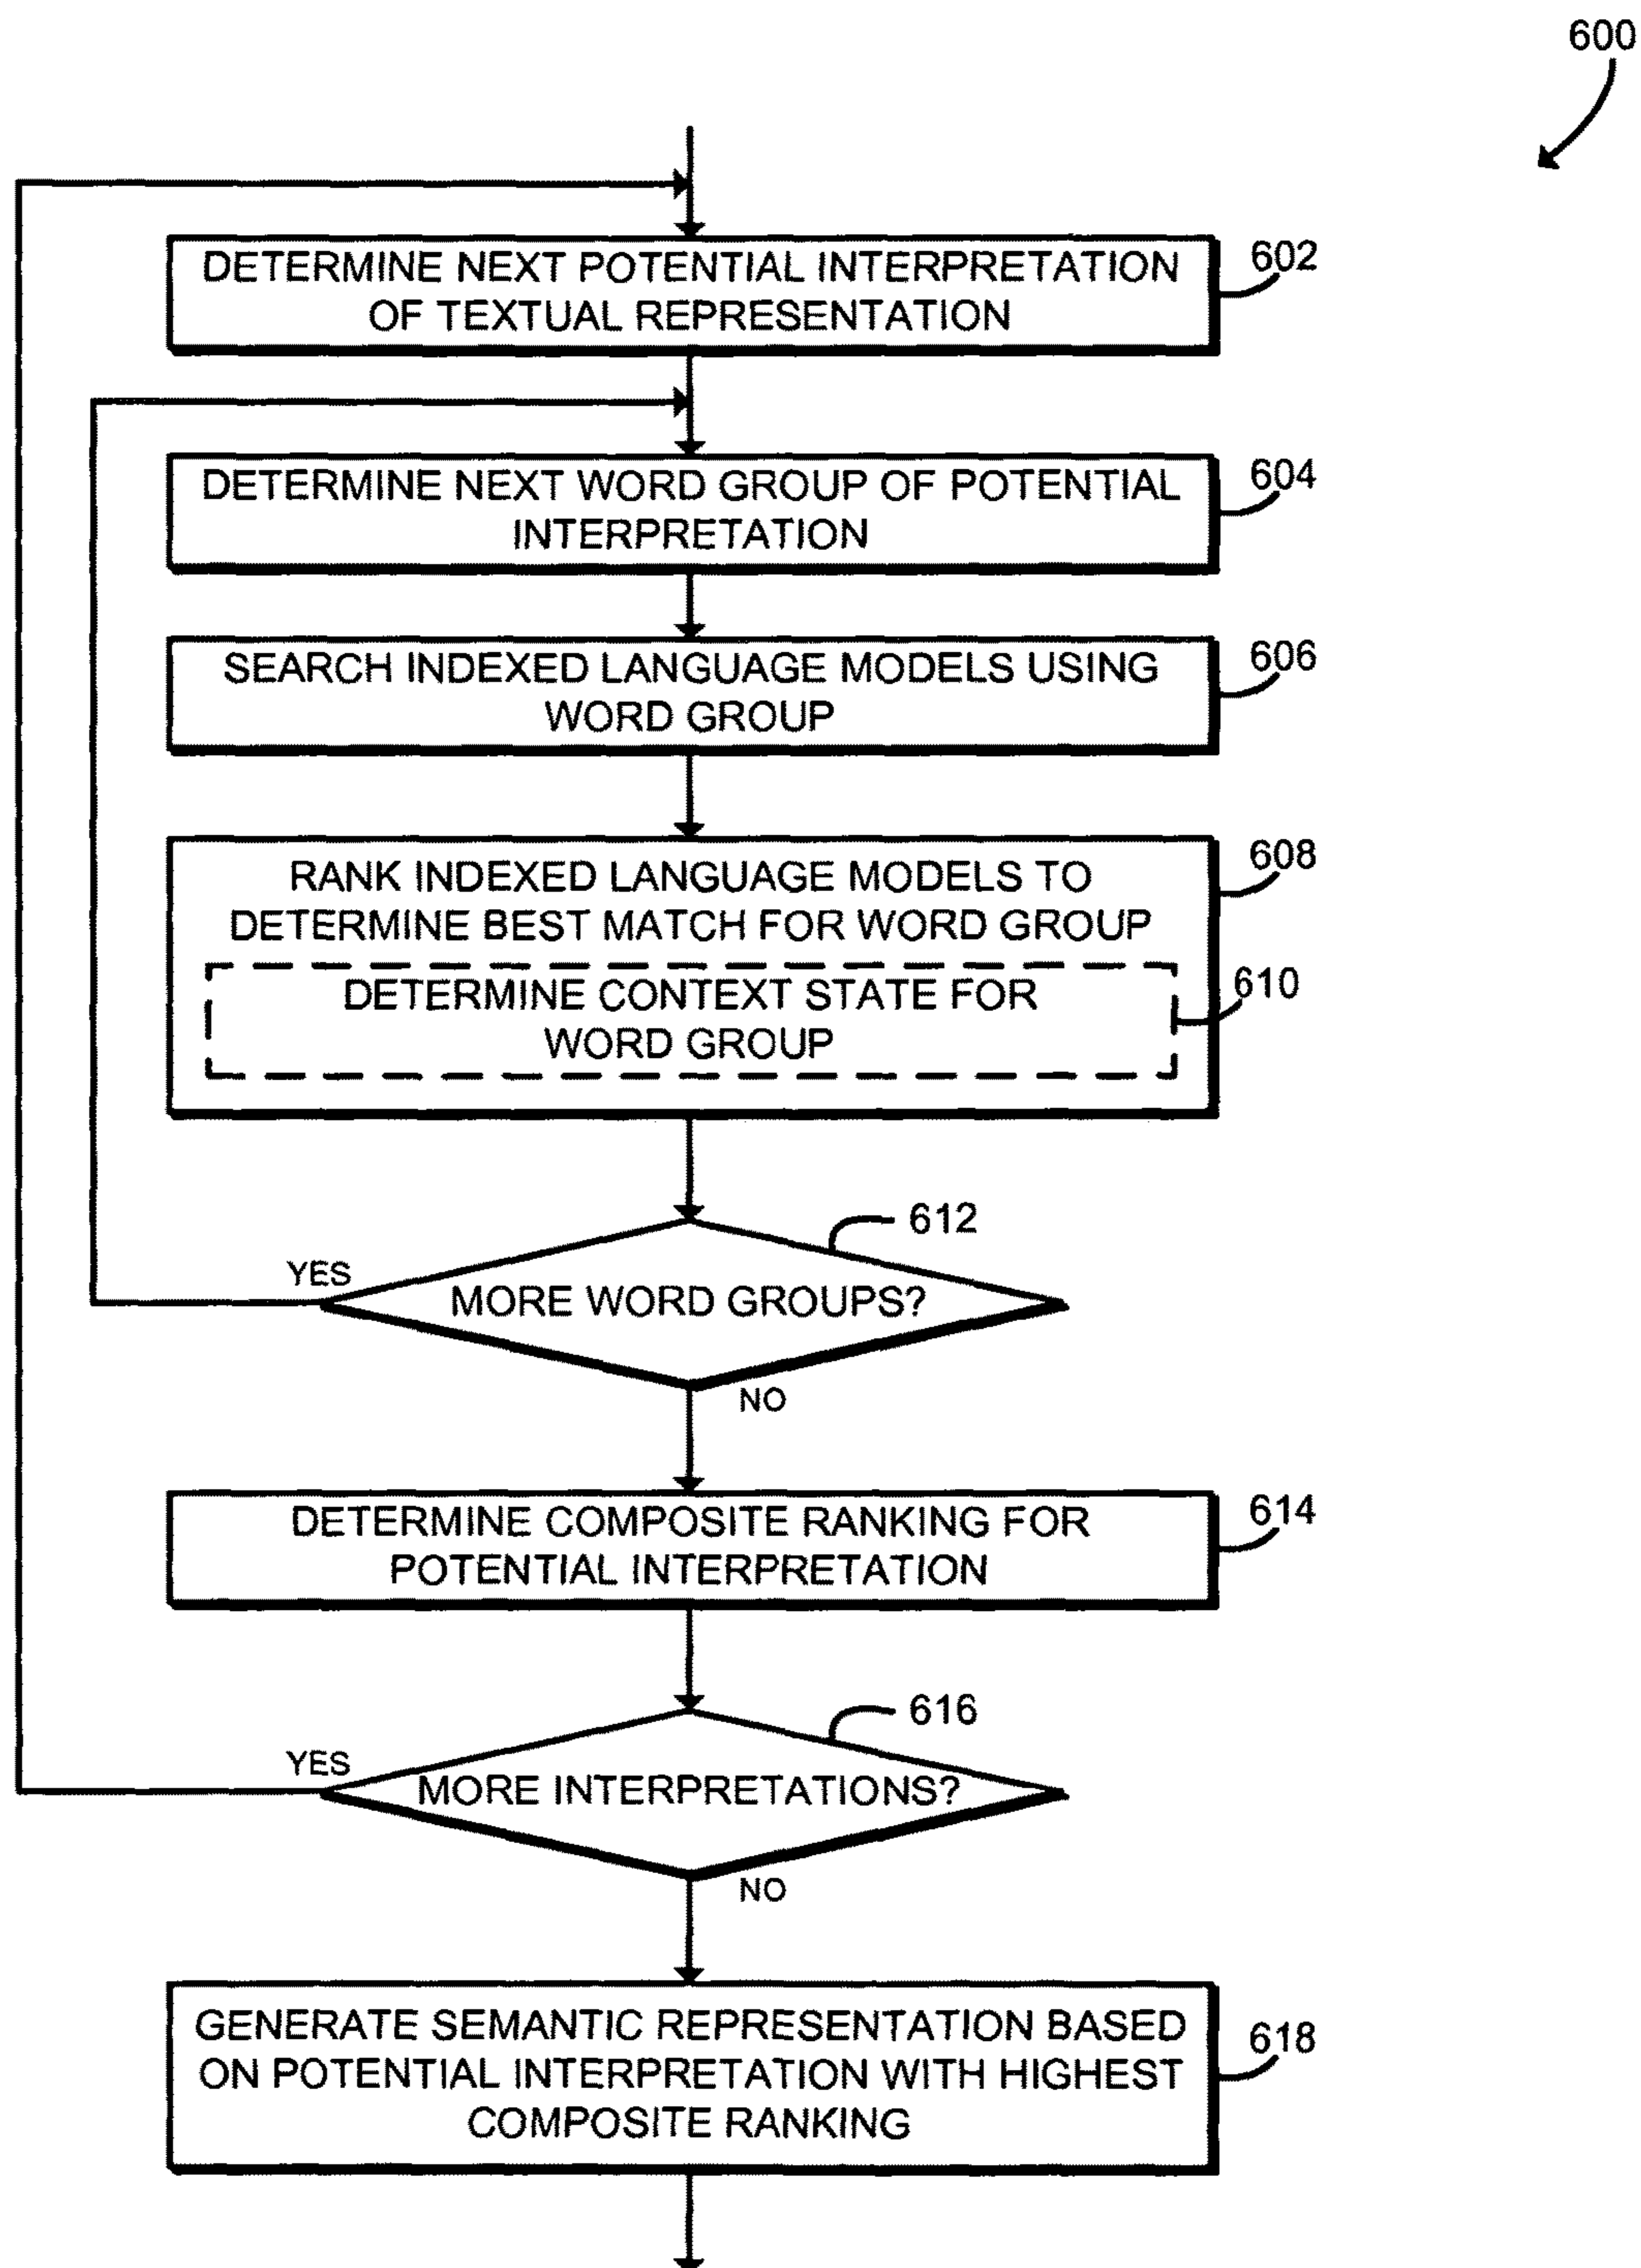 600
DETERMINE NEXT POTENTIAL INTERPRETATION
OF TEXTUAL REPRESENTATION
602
DETERMINE NEXT WORD GROUP OF POTENTIAL
INTERPRETATION
604
SEARCH INDEXED LANGUAGE MODELS USING
WORD GROUP
606
RANK INDEXED LANGUAGE MODELS TO
DETERMINE BEST MATCH FOR WORD GROUP
608
DETERMINE CONTEXT STATE FOR
WORD GROUP
610
612
YES
MORE WORD GROUPS?
NO
DETERMINE COMPOSITE RANKING FOR
POTENTIAL INTERPRETATION
614
616
YES
MORE INTERPRETATIONS?
NO
GENERATE SEMANTIC REPRESENTATION BASED
ON POTENTIAL INTERPRETATION WITH HIGHEST
COMPOSITE RANKING
618